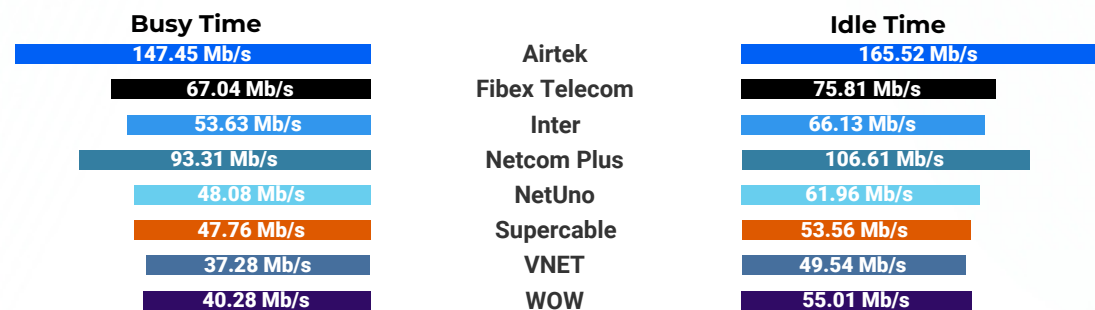 Busy Time Idle Time
147.45 Mb/s Airtek 165.52 Mb/s
67.04 Mb/s Fibex Telecom 75.81 Mb/s
53.63 Mb/s Inter 66.13 Mb/s
93.31 Mb/s Netcom Plus 106.61 Mb/s
48.08 Mb/s NetUno 61.96 Mb/s
47.76 Mb/s Supercable 53.56 Mb/s
37.28 Mb/s VNET 49.54 Mb/s
40.28 Mb/s WOW 55.01 Mb/s